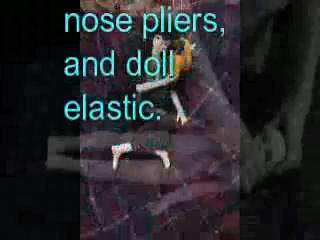 nose pliers,
and doll
elastic.